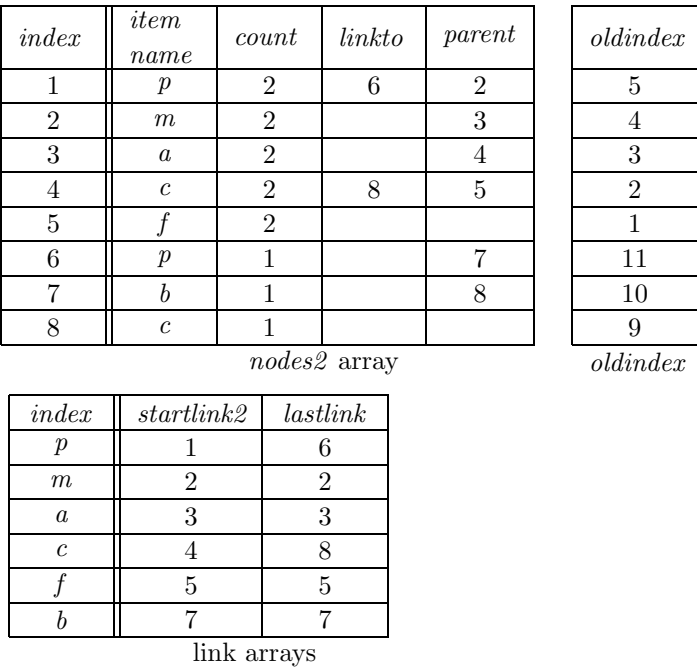 index item name count linkto parent oldindex
1 p 2 6 2 5
2 m 2 3 4
3 a 2 4 3
4 c 2 8 5 2
5 f 2 1
6 p 1 7 11
7 b 1 8 10
8 c 1 9
nodes2 array oldindex
index startlink2 lastlink
p 1 6
m 2 2
a 3 3
c 4 8
f 5 5
b 7 7
link arrays